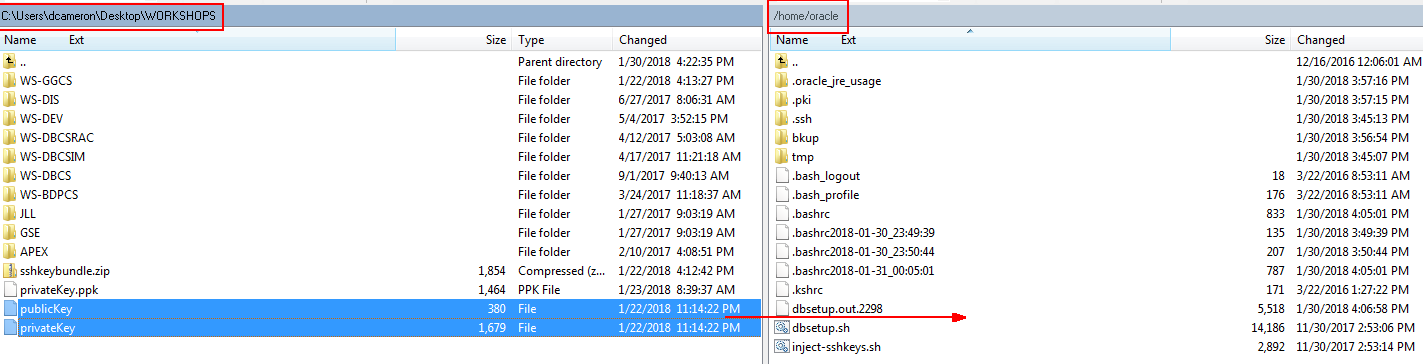 C:\Users\dcameron\Desktop\WORKSHOPS
Name Ext Size Type Changed
.. Parent directory 1/30/2018 4:22:35 PM
WS-GGCS File folder 1/22/2018 4:13:27 PM
WS-DIS File folder 6/27/2017 8:06:31 AM
WS-DEV File folder 5/4/2017 3:52:15 PM
WS-DBCSRAC File folder 4/12/2017 5:03:08 AM
WS-DBCSIM File folder 4/17/2017 11:21:18 AM
WS-DBCS File folder 9/1/2017 9:40:13 AM
WS-BDPCS File folder 3/24/2017 11:18:37 AM
JLL File folder 1/27/2017 9:03:19 AM
GSE File folder 1/27/2017 9:03:19 AM
APEX File folder 2/10/2017 4:08:51 PM
sshkeybundle.zip 1,854 Compressed (z... 1/22/2018 4:12:42 PM
privateKey.ppk 1,464 PPK File 1/23/2018 8:39:37 AM
publicKey 380 File 1/22/2018 11:14:22 PM
privateKey 1,679 File 1/22/2018 11:14:22 PM
/home/oracle
Name Ext Size Changed
.. 12/16/2016 12:06:01 AM
.oracle_jre_usage 1/30/2018 3:57:16 PM
.pki 1/30/2018 3:57:15 PM
.ssh 1/30/2018 3:45:13 PM
bkup 1/30/2018 3:56:54 PM
tmp 1/30/2018 3:45:07 PM
.bash_logout 18 3/22/2016 8:53:11 AM
.bash_profile 176 3/22/2016 8:53:11 AM
.bashrc 833 1/30/2018 4:05:01 PM
.bashrc2018-01-30_23:49:39 135 1/30/2018 3:49:39 PM
.bashrc2018-01-30_23:50:44 207 1/30/2018 3:50:44 PM
.bashrc2018-01-31_00:05:01 787 1/30/2018 4:05:01 PM
.kshrc 171 3/22/2016 1:27:22 PM
dbsetup.out.2298 5,518 1/30/2018 4:06:58 PM
dbsetup.sh 14,186 11/30/2017 2:53:06 PM
inject-sshkeys.sh 2,892 11/30/2017 2:53:14 PM